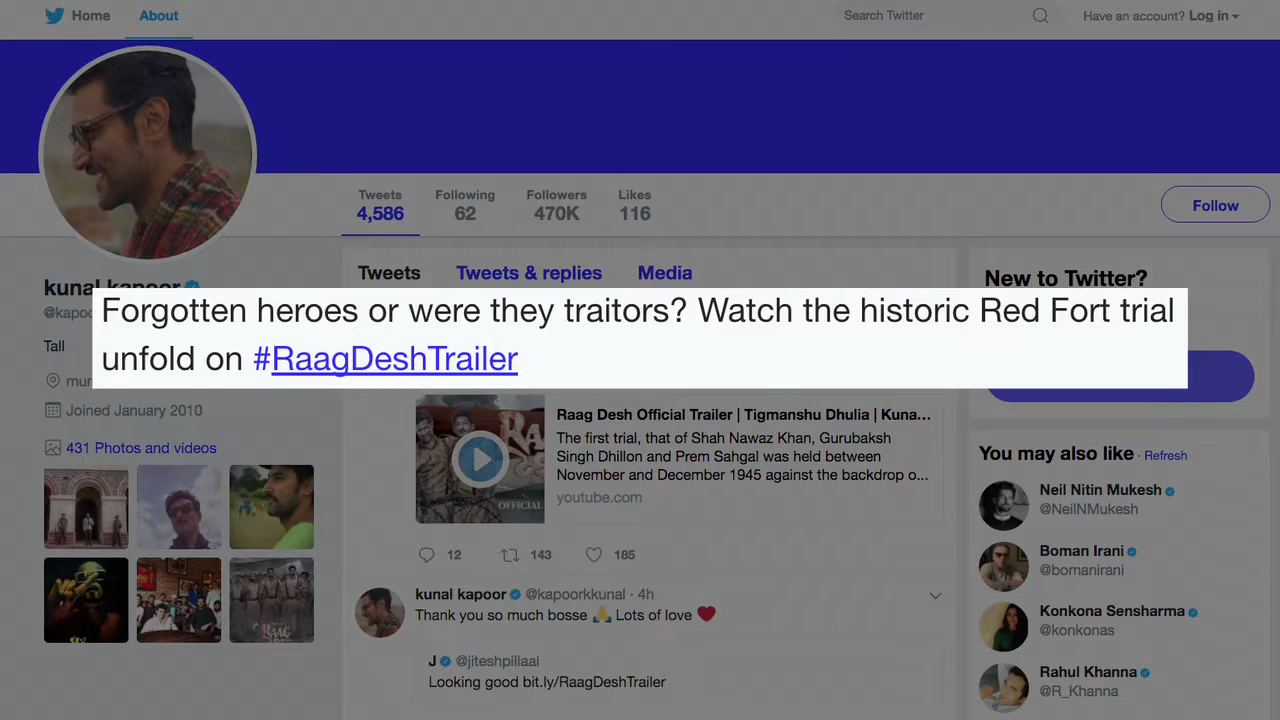 Home About Search Twitter Have an account? Log in
Tweets Following Followers Likes
4,586 62 470K 116
Follow
Tweets Tweets & replies Media
New to Twitter?
kunal kapoor
@kapo
Forgotten heroes or were they traitors? Watch the historic Red Fort trial
unfold on #RaagDeshTrailer
Tall
mur
Joined January 2010
431 Photos and videos
Raag Desh Official Trailer | Tigmanshu Dhulia | Kuna...
The first trial, that of Shah Nawaz Khan, Gurubaksh
Singh Dhillon and Prem Sahgal was held between
November and December 1945 against the backdrop o...
youtube.com
OFFICIAL
12 143 185
kunal kapoor @kapoorkkunal · 4h
Thank you so much bosse 🙏 Lots of love ❤️
J @jiteshpillaai
Looking good bit.ly/RaagDeshTrailer
You may also like · Refresh
Neil Nitin Mukesh
@NeilNMukesh
Boman Irani
@bomanirani
Konkona Sensharma
@konkonas
Rahul Khanna
@R_Khanna